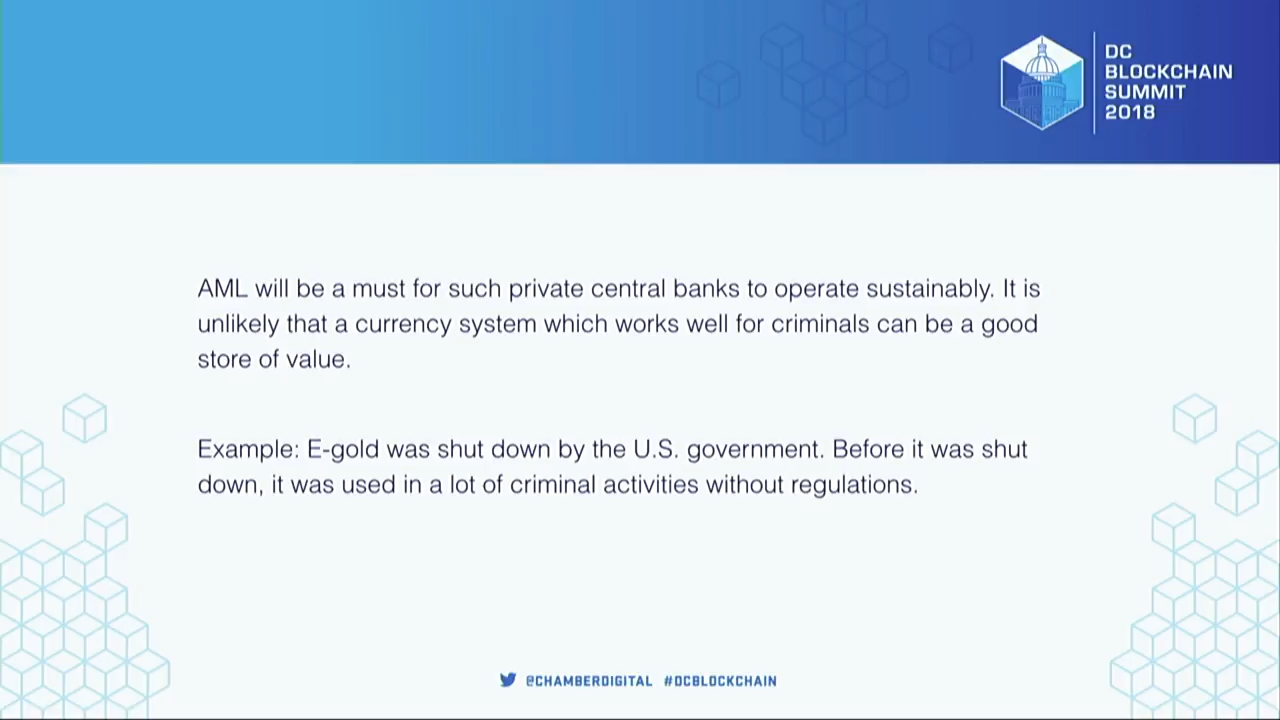 DC
BLOCKCHAIN
SUMMIT
2018
AML will be a must for such private central banks to operate sustainably. It is
unlikely that a currency system which works well for criminals can be a good
store of value.
Example: E-gold was shut down by the U.S. government. Before it was shut
down, it was used in a lot of criminal activities without regulations.
@CHAMBERDIGITAL #DCBLOCKCHAIN